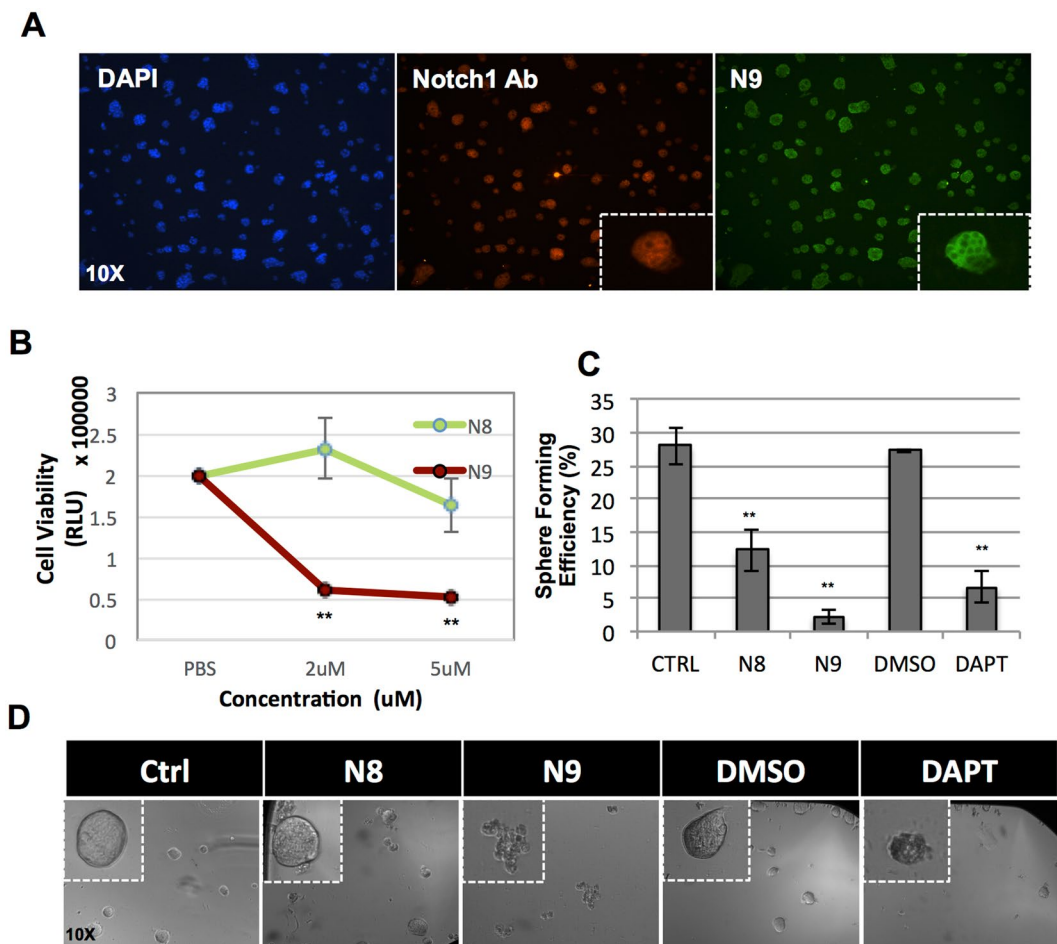 A
DAPI
Notch1 Ab
N9
10X
B
C
Cell Viability
(RLU)
x 100000
3
2.5
2
1.5
1
0.5
0
N8
N9
**
**
PBS
2uM
5uM
Concentration (uM)
Sphere Forming
Efficiency (%)
35
30
25
20
15
10
5
0
**
**
**
CTRL
N8
N9
DMSO
DAPT
D
Ctrl
N8
N9
DMSO
DAPT
10X